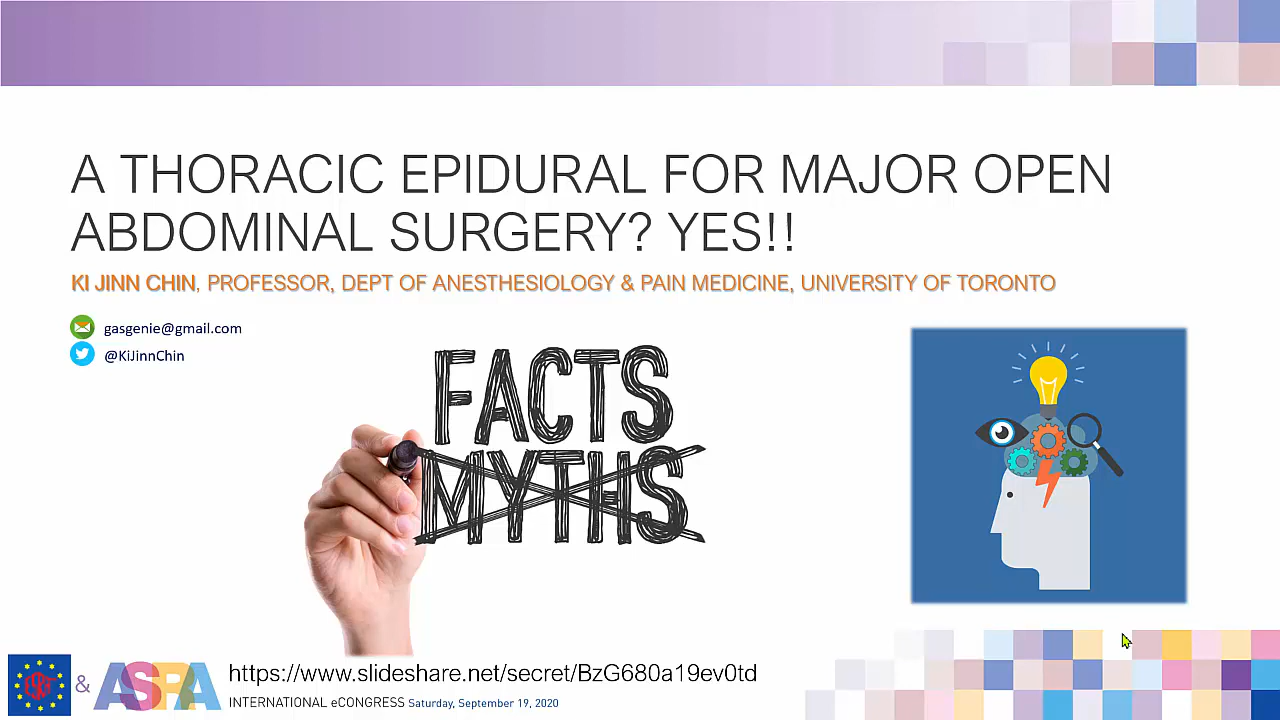 A THORACIC EPIDURAL FOR MAJOR OPEN
ABDOMINAL SURGERY? YES!!
KI JINN CHIN, PROFESSOR, DEPT OF ANESTHESIOLOGY & PAIN MEDICINE, UNIVERSITY OF TORONTO
gasgenie@gmail.com
@KiJinnChin
FACTS
MYTHS
ESRA
& ASRA
https://www.slideshare.net/secret/BzG680a19ev0td
INTERNATIONAL eCONGRESS Saturday, September 19, 2020